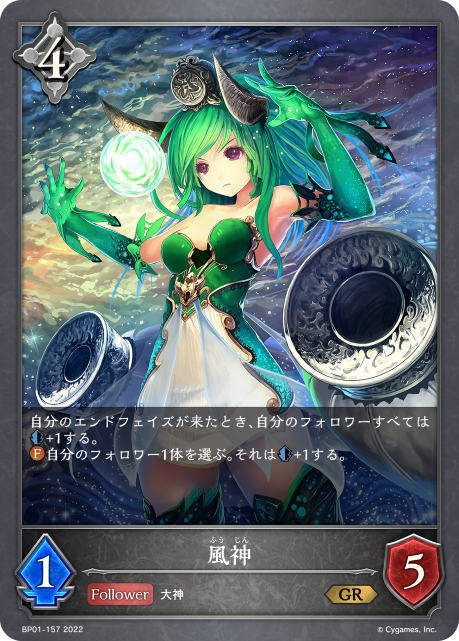 4
自分のエンドフェイズが来たとき、自分のフォロワーすべては
+1する。
F 自分のフォロワー1体を選ぶ。それは+1する。
ふう じん
風神
1
Follower 大神
GR
5
BP01-157 2022
© Cygames, Inc.